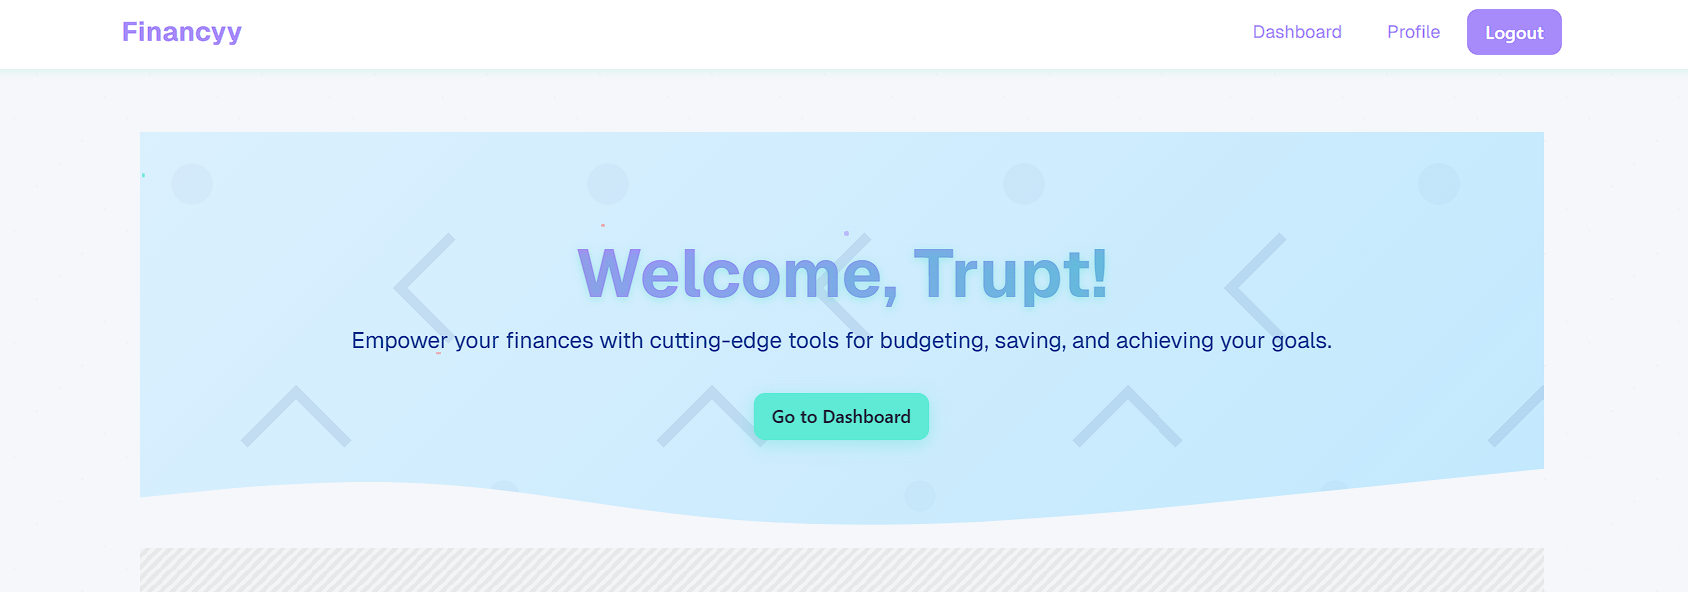 Financyy
Dashboard
Profile
Logout
Welcome, Trupt!
Empower your finances with cutting-edge tools for budgeting, saving, and achieving your goals.
Go to Dashboard